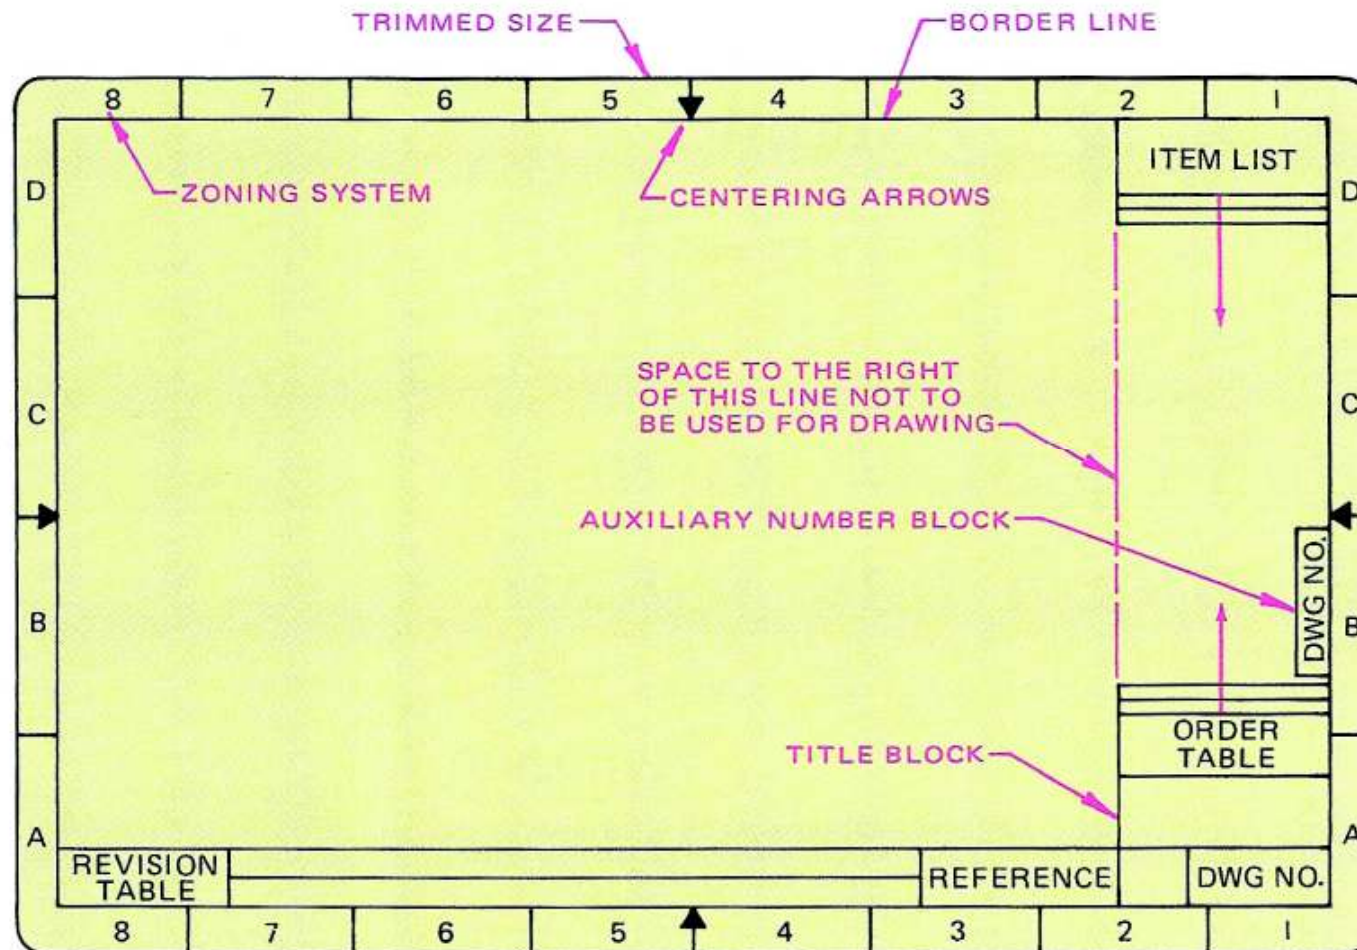 TRIMMED SIZE
BORDER LINE
8 7 6 5 4 3 2 1
ITEM LIST
D
ZONING SYSTEM
CENTERING ARROWS
D
SPACE TO THE RIGHT
OF THIS LINE NOT TO
BE USED FOR DRAWING
C
C
AUXILIARY NUMBER BLOCK
DWG NO.
B
B
ORDER
TABLE
TITLE BLOCK
A
A
REVISION
TABLE
REFERENCE
DWG NO.
8 7 6 5 4 3 2 1